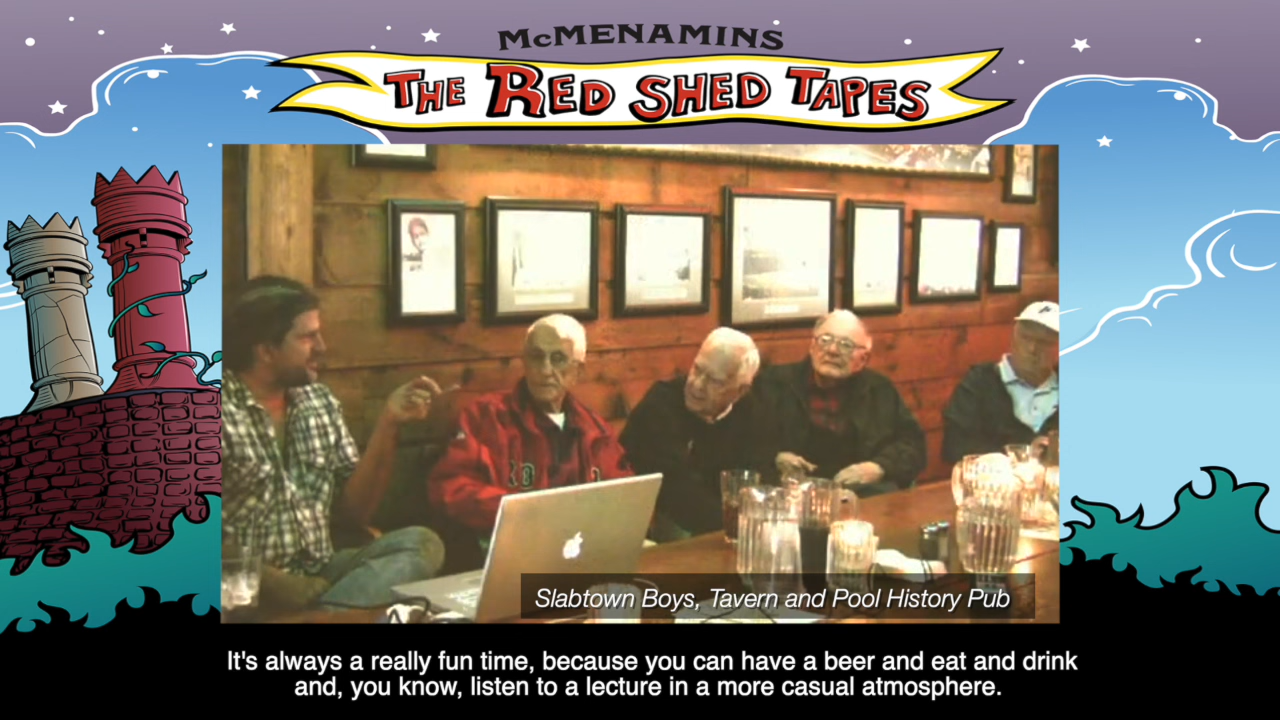 McMENAMINS
THE RED SHED TAPES
Slabtown Boys, Tavern and Pool History Pub
It's always a really fun time, because you can have a beer and eat and drink
and, you know, listen to a lecture in a more casual atmosphere.